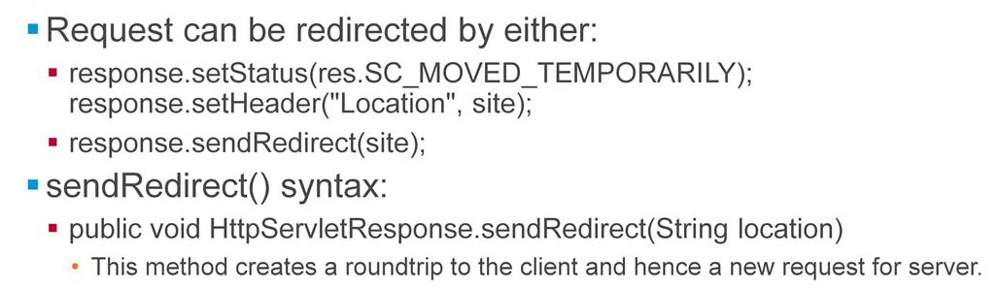 Request can be redirected by either:
response.setStatus(res.SC_MOVED_TEMPORARILY);
response.setHeader("Location", site);
response.sendRedirect(site);
sendRedirect() syntax:
public void HttpServletResponse.sendRedirect(String location)
This method creates a roundtrip to the client and hence a new request for server.